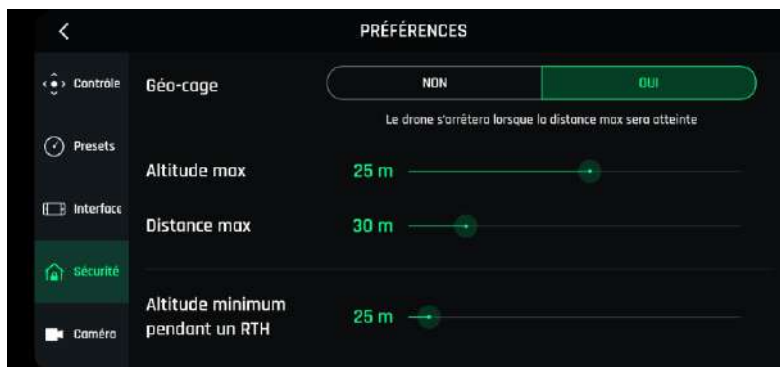 PRÉFÉRENCES
Contrôle
Géo-cage
NON
OUI
Le drone s'arrêtera lorsque la distance max sera atteinte
Presets
Altitude max
25 m
Interface
Distance max
30 m
Sécurité
Altitude minimum
pendant un RTH
25 m
Caméra